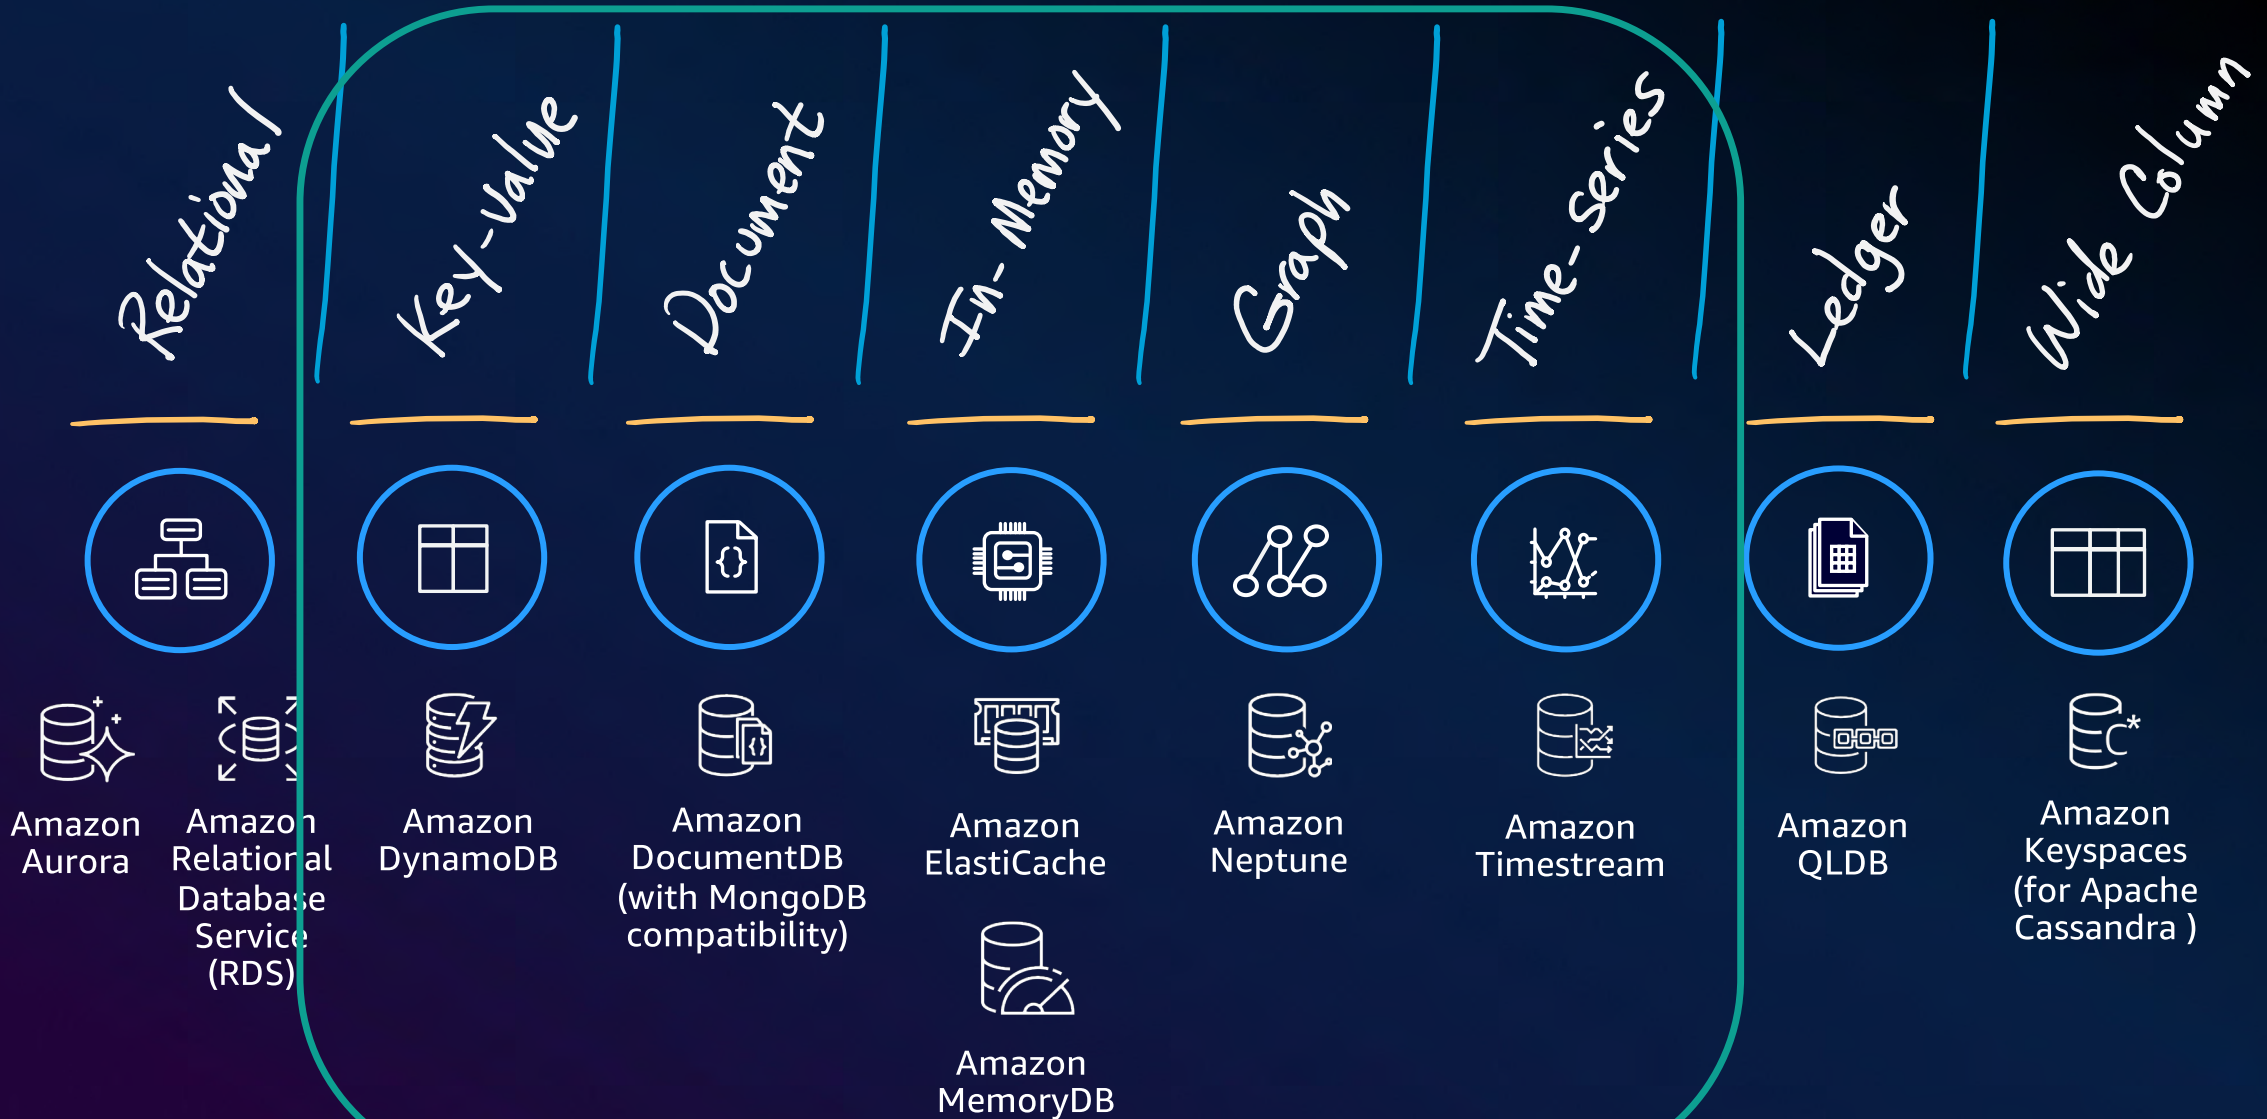 Relational
Key-value
Document
In-Memory
Graph
Time-series
Ledger
Wide Column
Amazon
Aurora
Amazon
Relational
Database
Service
(RDS)
Amazon
DynamoDB
Amazon
DocumentDB
(with MongoDB
compatibility)
Amazon
ElastiCache
Amazon
MemoryDB
Amazon
Neptune
Amazon
Timestream
Amazon
QLDB
C*
Amazon
Keyspaces
(for Apache
Cassandra )